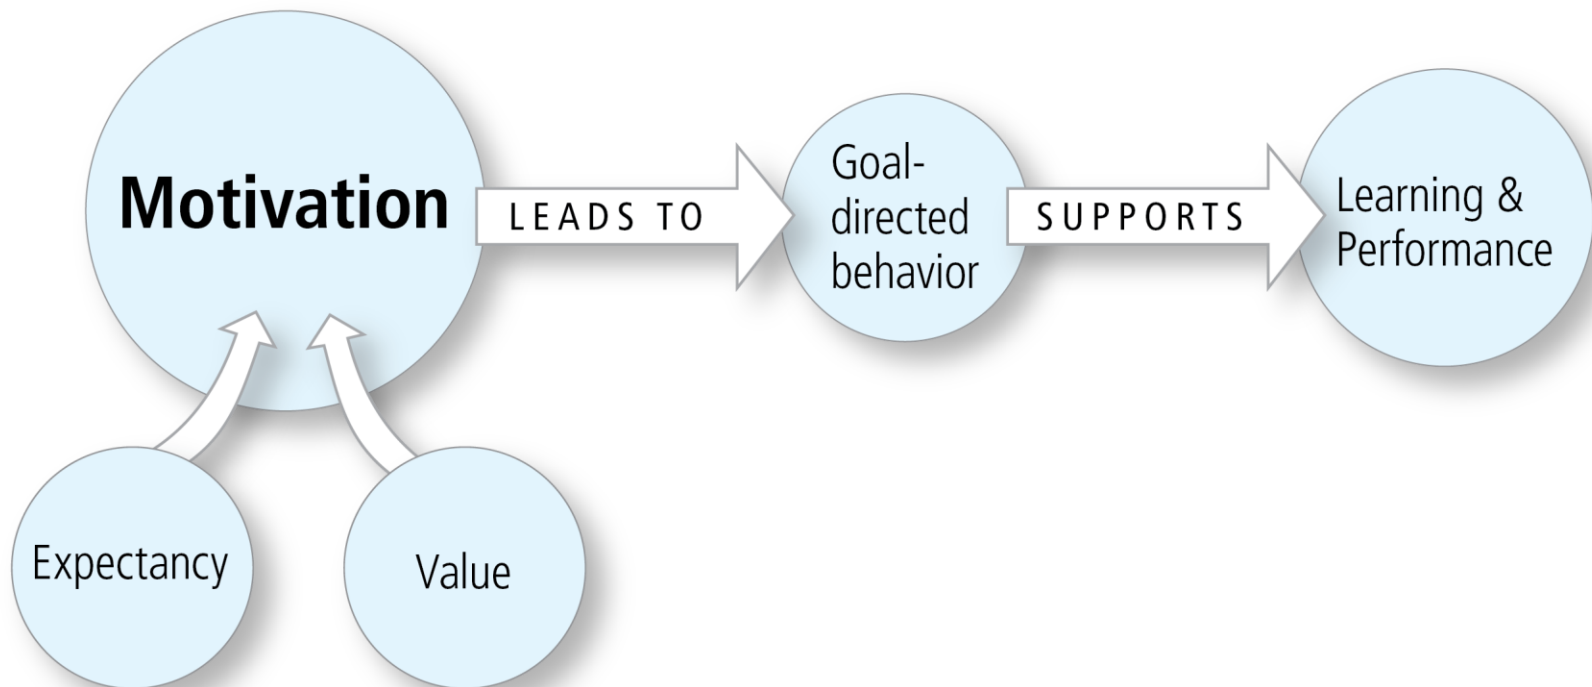 Motivation
LEADS TO
Goal-
directed
behavior
SUPPORTS
Learning &
Performance
Expectancy
Value